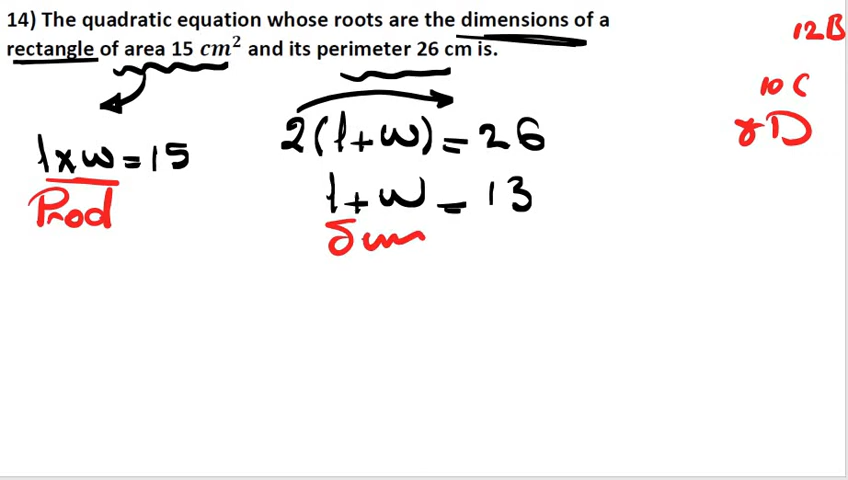 14) The quadratic equation whose roots are the dimensions of a
rectangle of area 15 cm² and its perimeter 26 cm is.
12B
10C
8D
l×w=15
Prod
2(l+w)=26
l+w=13
Sum